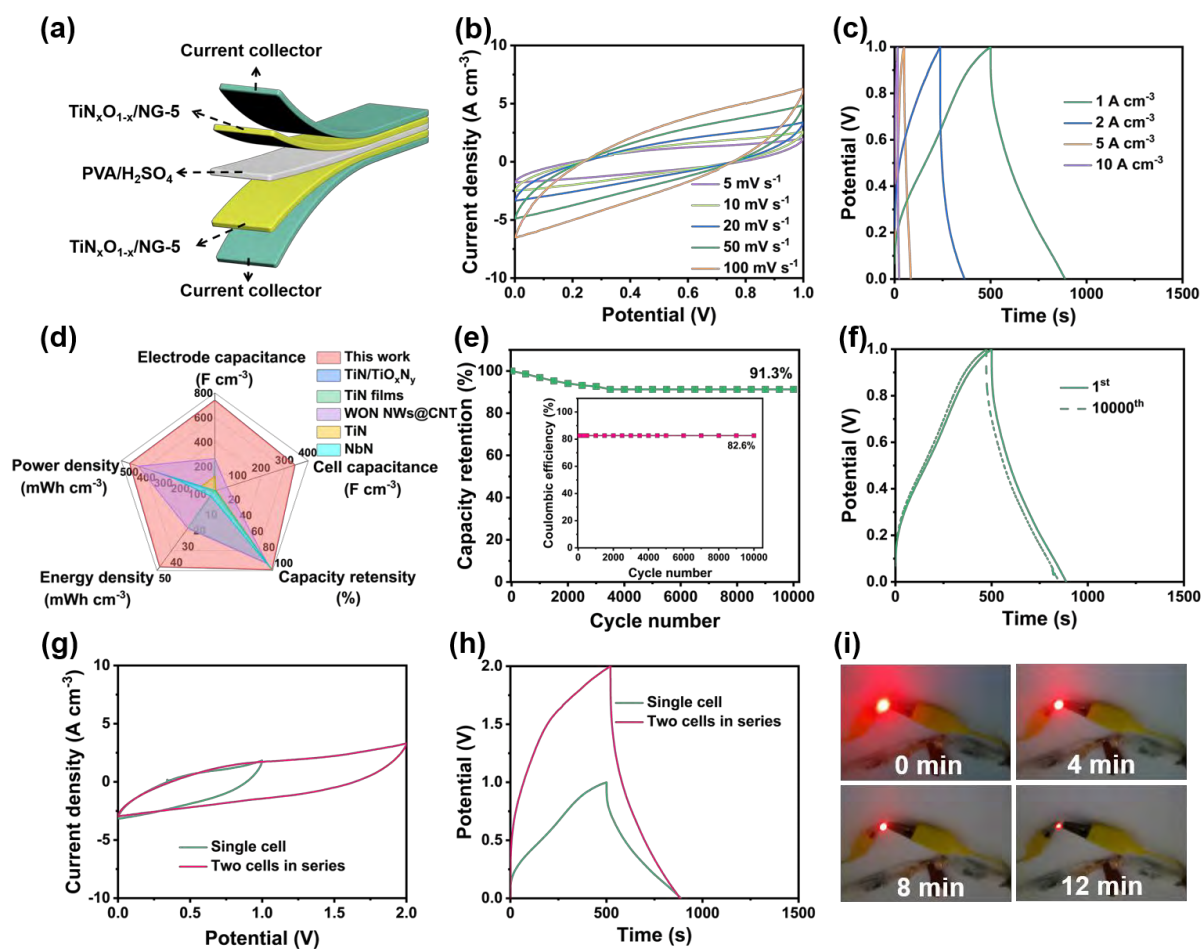 (a)
Current collector
TiNxO1-x/NG-5
PVA/H2SO4
TiNxO1-x/NG-5
Current collector
(b)
Current density (A cm-3)
10
5
0
-5
-10
5 mV s-1
10 mV s-1
20 mV s-1
50 mV s-1
100 mV s-1
0.0 0.2 0.4 0.6 0.8 1.0
Potential (V)
(c)
Potential (V)
1.0
0.8
0.6
0.4
0.2
0.0
1 A cm-3
2 A cm-3
5 A cm-3
10 A cm-3
0 500 1000 1500
Time (s)
(d)
Electrode capacitance
(F cm-3)
This work
TiN/TiOxNy
TiN films
WON NWs@CNT
TiN
NbN
800
600
400
200
400
300
200
100
Cell capacitance
(F cm-3)
Power density
(mWh cm-3)
500
400
300
200
100
20
40
60
80
100
Capacity retensity
(%)
10
20
30
40
50
Energy density
(mWh cm-3)
(e)
Capacity retention (%)
100
80
60
40
20
0
91.3%
Coulombic efficiency (%)
100
80
60
40
20
0
82.6%
0 2000 4000 6000 8000 10000
Cycle number
0 2000 4000 6000 8000 10000
Cycle number
(f)
Potential (V)
1.0
0.8
0.6
0.4
0.2
0.0
1st
10000th
0 500 1000 1500
Time (s)
(g)
Current density (A cm-3)
10
5
0
-5
-10
Single cell
Two cells in series
0.0 0.5 1.0 1.5 2.0
Potential (V)
(h)
Potential (V)
2.0
1.5
1.0
0.5
0.0
Single cell
Two cells in series
0 500 1000 1500
Time (s)
(i)
0 min
4 min
8 min
12 min